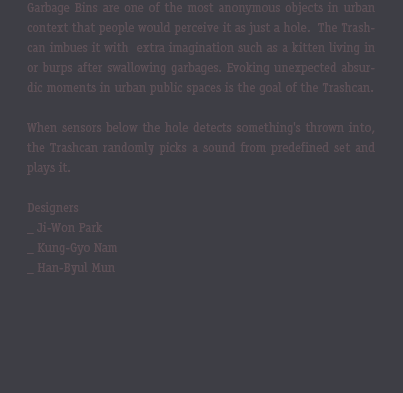 Garbage Bins are one of the most anonymous objects in urban
context that people would perceive it as just a hole. The Trash-
can imbues it with extra imagination such as a kitten living in
or burps after swallowing garbages. Evoking unexpected absur-
dic moments in urban public spaces is the goal of the Trashcan.
When sensors below the hole detects something's thrown into,
the Trashcan randomly picks a sound from predefined set and
plays it.
Designers
_ Ji-Won Park
_ Kung-Gyo Nam
_ Han-Byul Mun